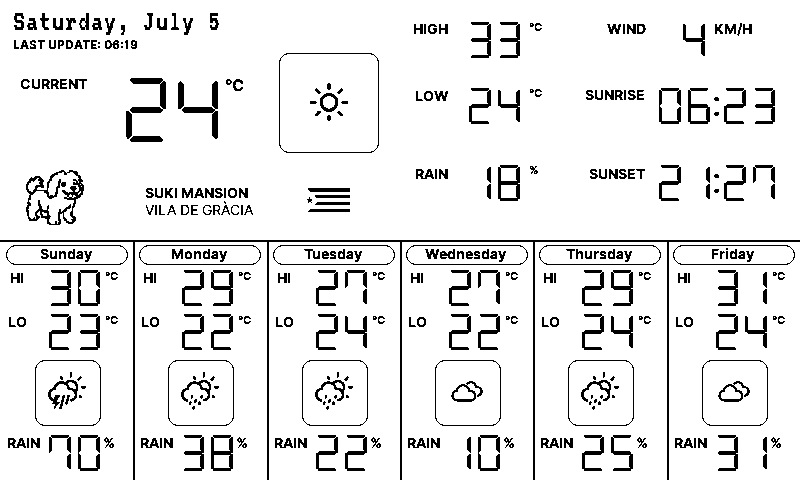 Saturday, July 5
LAST UPDATE: 06:19
CURRENT 24 °C
SUKI MANSION
VILA DE GRÀCIA
HIGH 33 °C
LOW 24 °C
RAIN 18 %
WIND 4 KM/H
SUNRISE 06:23
SUNSET 21:27
Sunday
HI 30 °C
LO 23 °C
RAIN 70 %
Monday
HI 29 °C
LO 22 °C
RAIN 38 %
Tuesday
HI 27 °C
LO 24 °C
RAIN 22 %
Wednesday
HI 27 °C
LO 22 °C
RAIN 10 %
Thursday
HI 29 °C
LO 24 °C
RAIN 25 %
Friday
HI 31 °C
LO 24 °C
RAIN 31 %